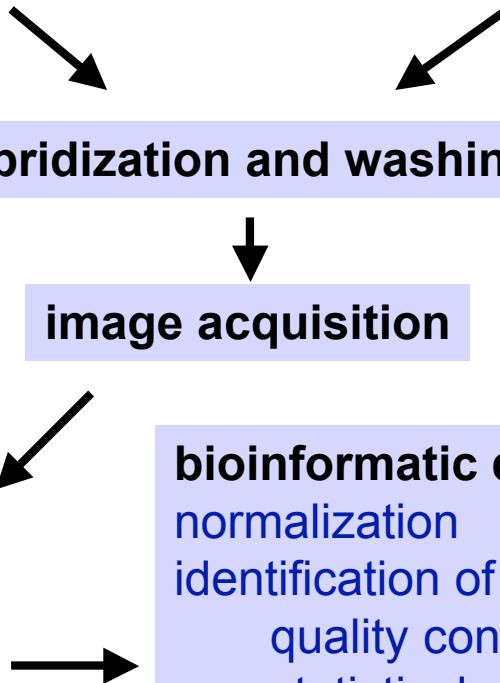 bridization and washin
image acquisition
bioinformatic
normalization
identification of
quality con